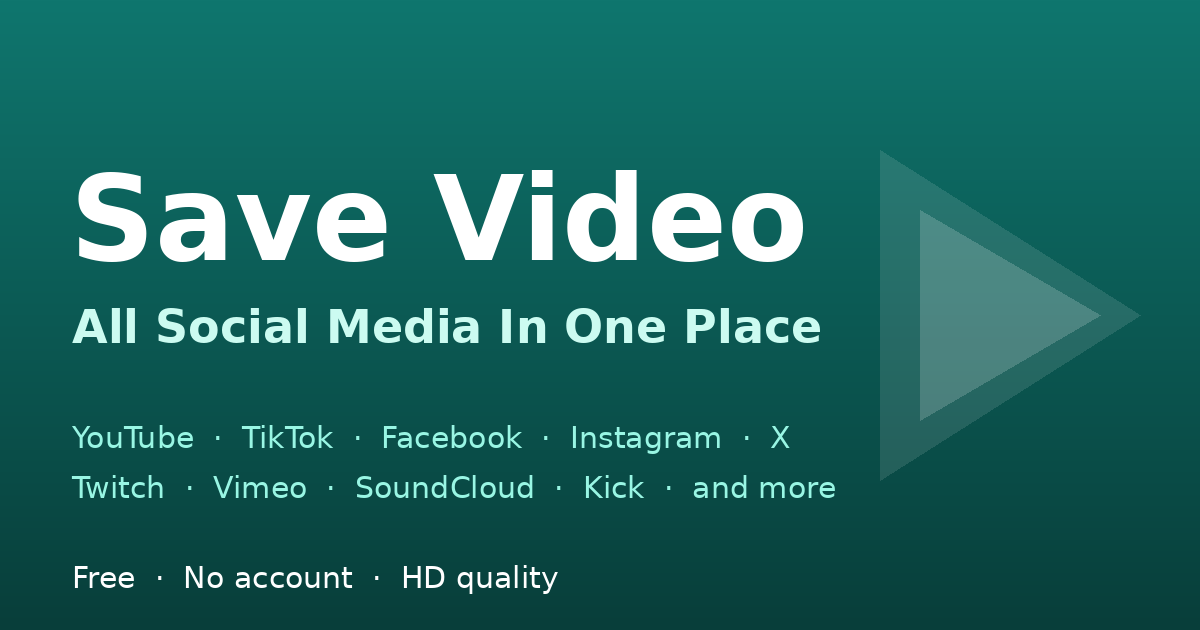 Save Video
All Social Media In One Place
YouTube · TikTok · Facebook · Instagram · X
Twitch · Vimeo · SoundCloud · Kick · and more
Free · No account · HD quality